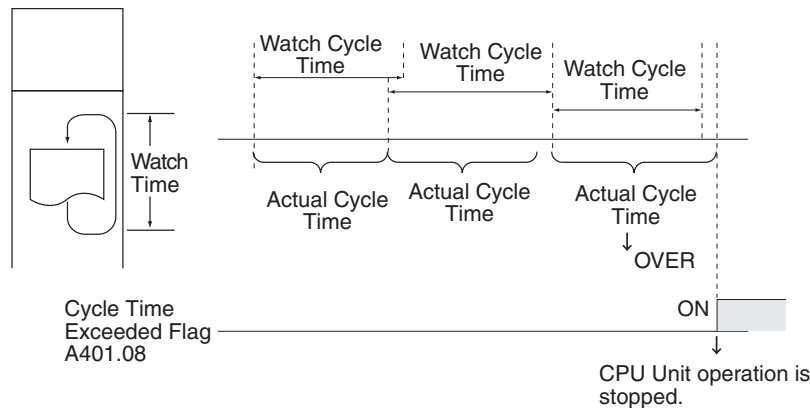 Watch Cycle
Time
Watch Cycle
Time
Watch Cycle
Time
Watch
Time
Actual Cycle
Time
Actual Cycle
Time
Actual Cycle
Time
OVER
Cycle Time
Exceeded Flag
A401.08
ON
CPU Unit operation is
stopped.